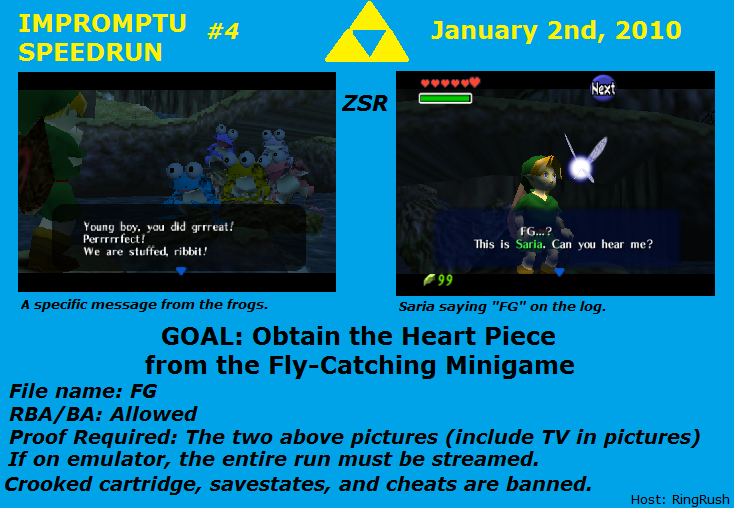 IMPROMPTU
SPEEDRUN
#4
January 2nd, 2010
ZSR
Young boy, you did grrreat!
Perrrrrfect!
We are stuffed, ribbit!
Next
FG...?
This is Saria. Can you hear me?
99
A specific message from the frogs.
Saria saying "FG" on the log.
GOAL: Obtain the Heart Piece
from the Fly-Catching Minigame
File name: FG
RBA/BA: Allowed
Proof Required: The two above pictures (include TV in pictures)
If on emulator, the entire run must be streamed.
Crooked cartridge, savestates, and cheats are banned.
Host: RingRush